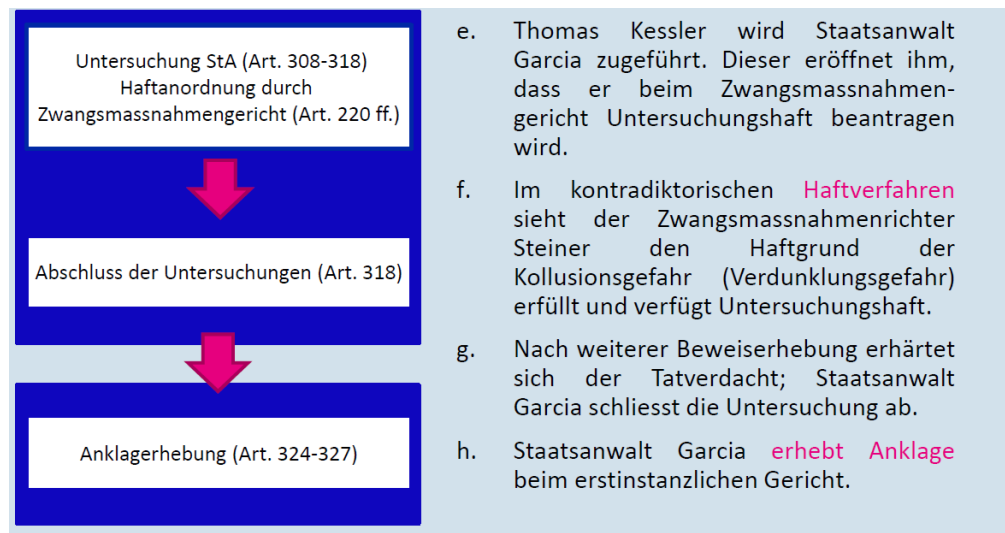 Untersuchung StA (Art. 308-318)
Haftanordnung durch
Zwangsmassnahmengericht (Art. 220 ff.)
Abschluss der Untersuchungen (Art. 318)
Anklagerhebung (Art. 324-327)
e. Thomas Kessler wird Staatsanwalt
Garcia zugeführt. Dieser eröffnet ihm,
dass er beim Zwangsmassnahmen-
gericht Untersuchungshaft beantragen
wird.
f. Im kontradiktorischen Haftverfahren
sieht der Zwangsmassnahmenrichter
Steiner den Haftgrund der
Kollusionsgefahr (Verdunklungsgefahr)
erfüllt und verfügt Untersuchungshaft.
g. Nach weiterer Beweiserhebung erhärtet
sich der Tatverdacht; Staatsanwalt
Garcia schliesst die Untersuchung ab.
h. Staatsanwalt Garcia erhebt Anklage
beim erstinstanzlichen Gericht.